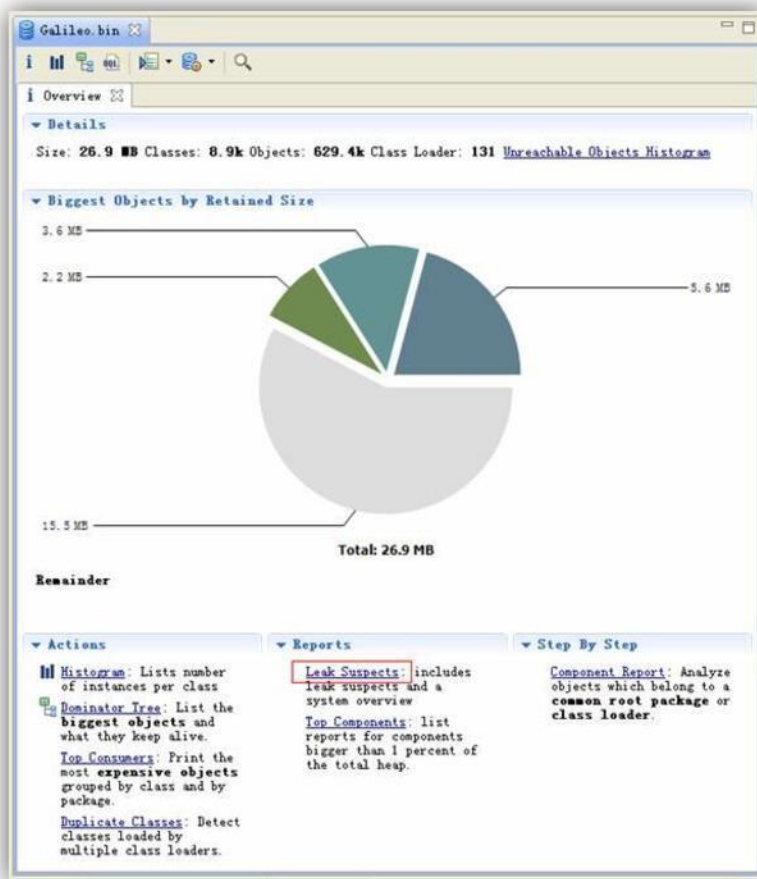 Galileo.bin
i Overview
Details
Size: 26.9 MB Classes: 8.9k Objects: 629.4k Class Loader: 131 Unreachable Objects Histogram
Biggest Objects by Retained Size
3.6 MB
2.2 MB
5.6 MB
15.5 MB
Total: 26.9 MB
Remainder
Actions
Histogram: Lists number
of instances per class
Dominator Tree: List the
biggest objects and
what they keep alive.
Top Consumers: Print the
most expensive objects
grouped by class and by
package.
Duplicate Classes: Detect
classes loaded by
multiple class loaders.
Reports
Leak Suspects: includes
leak suspects and a
system overview
Top Components: list
reports for components
bigger than 1 percent of
the total heap.
Step By Step
Component Report: Analyze
objects which belong to a
common root package or
class loader.